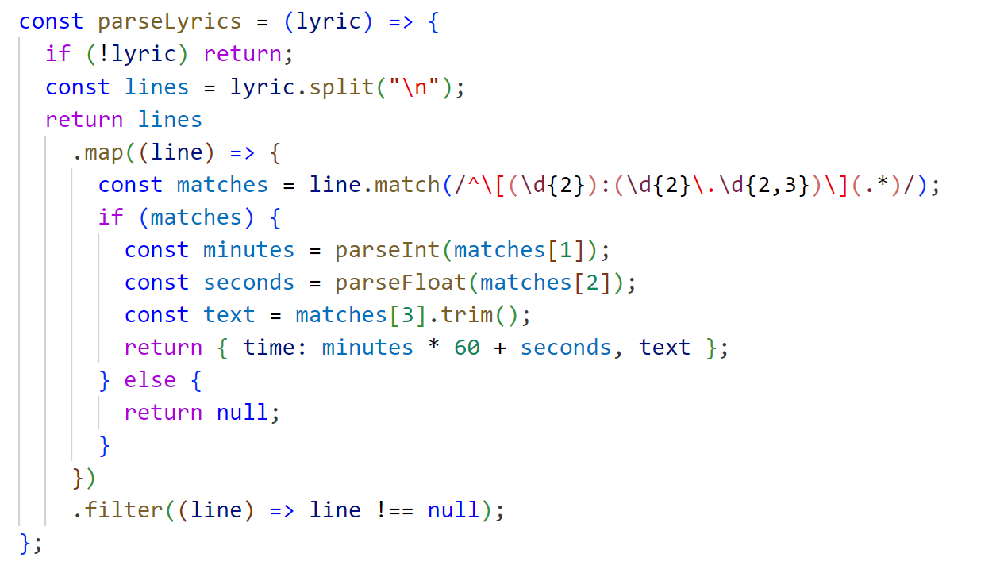 const parseLyrics = (lyric) => {
  if (!lyric) return;
  const lines = lyric.split("\n");
  return lines
    .map((line) => {
      const matches = line.match(/^\[(\d{2}):(\d{2}\.\d{2,3})\](.*)/);
      if (matches) {
        const minutes = parseInt(matches[1]);
        const seconds = parseFloat(matches[2]);
        const text = matches[3].trim();
        return { time: minutes * 60 + seconds, text };
      } else {
        return null;
      }
    })
    .filter((line) => line !== null);
};